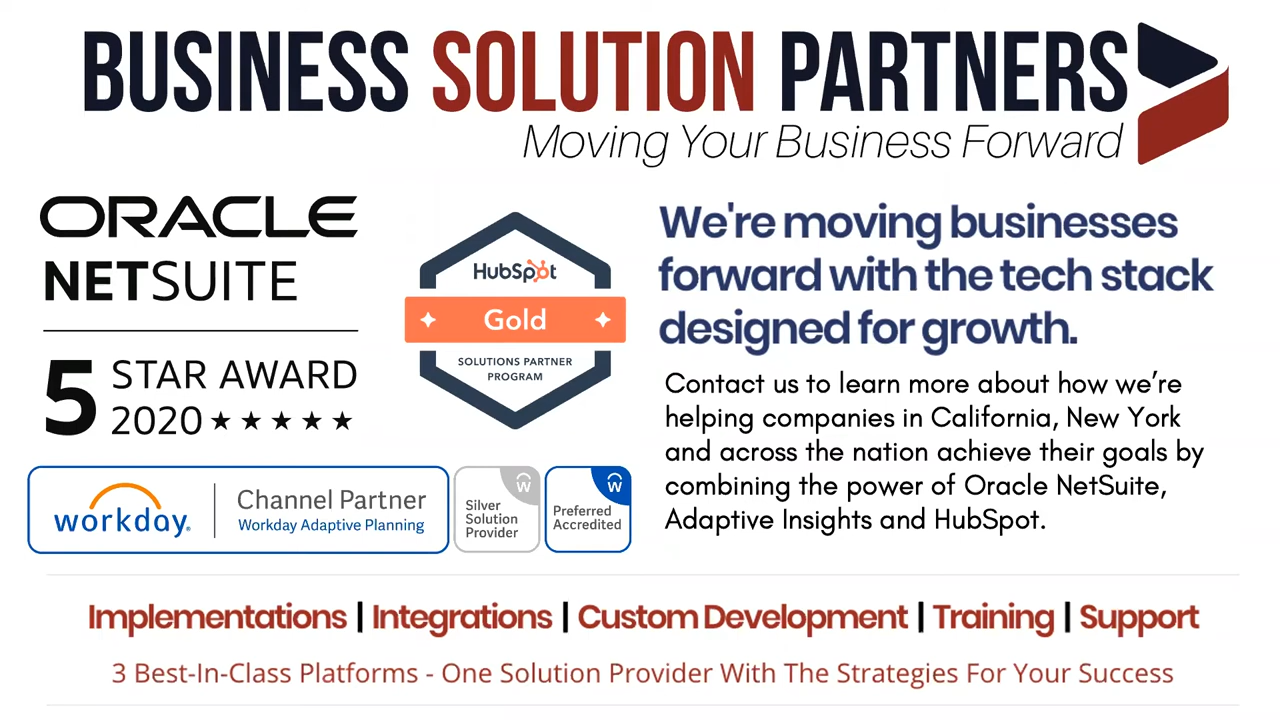 BUSINESS SOLUTION PARTNERS
Moving Your Business Forward
ORACLE
NETSUITE
5 STAR AWARD
2020 ★★★★★
HubSpot
Gold
SOLUTIONS PARTNER
PROGRAM
We're moving businesses
forward with the tech stack
designed for growth.
Contact us to learn more about how we're
helping companies in California, New York
and across the nation achieve their goals by
combining the power of Oracle NetSuite,
Adaptive Insights and HubSpot.
workday.
Channel Partner
Workday Adaptive Planning
W
Silver
Solution
Provider
W
Preferred
Accredited
Implementations | Integrations | Custom Development | Training | Support
3 Best-In-Class Platforms - One Solution Provider With The Strategies For Your Success